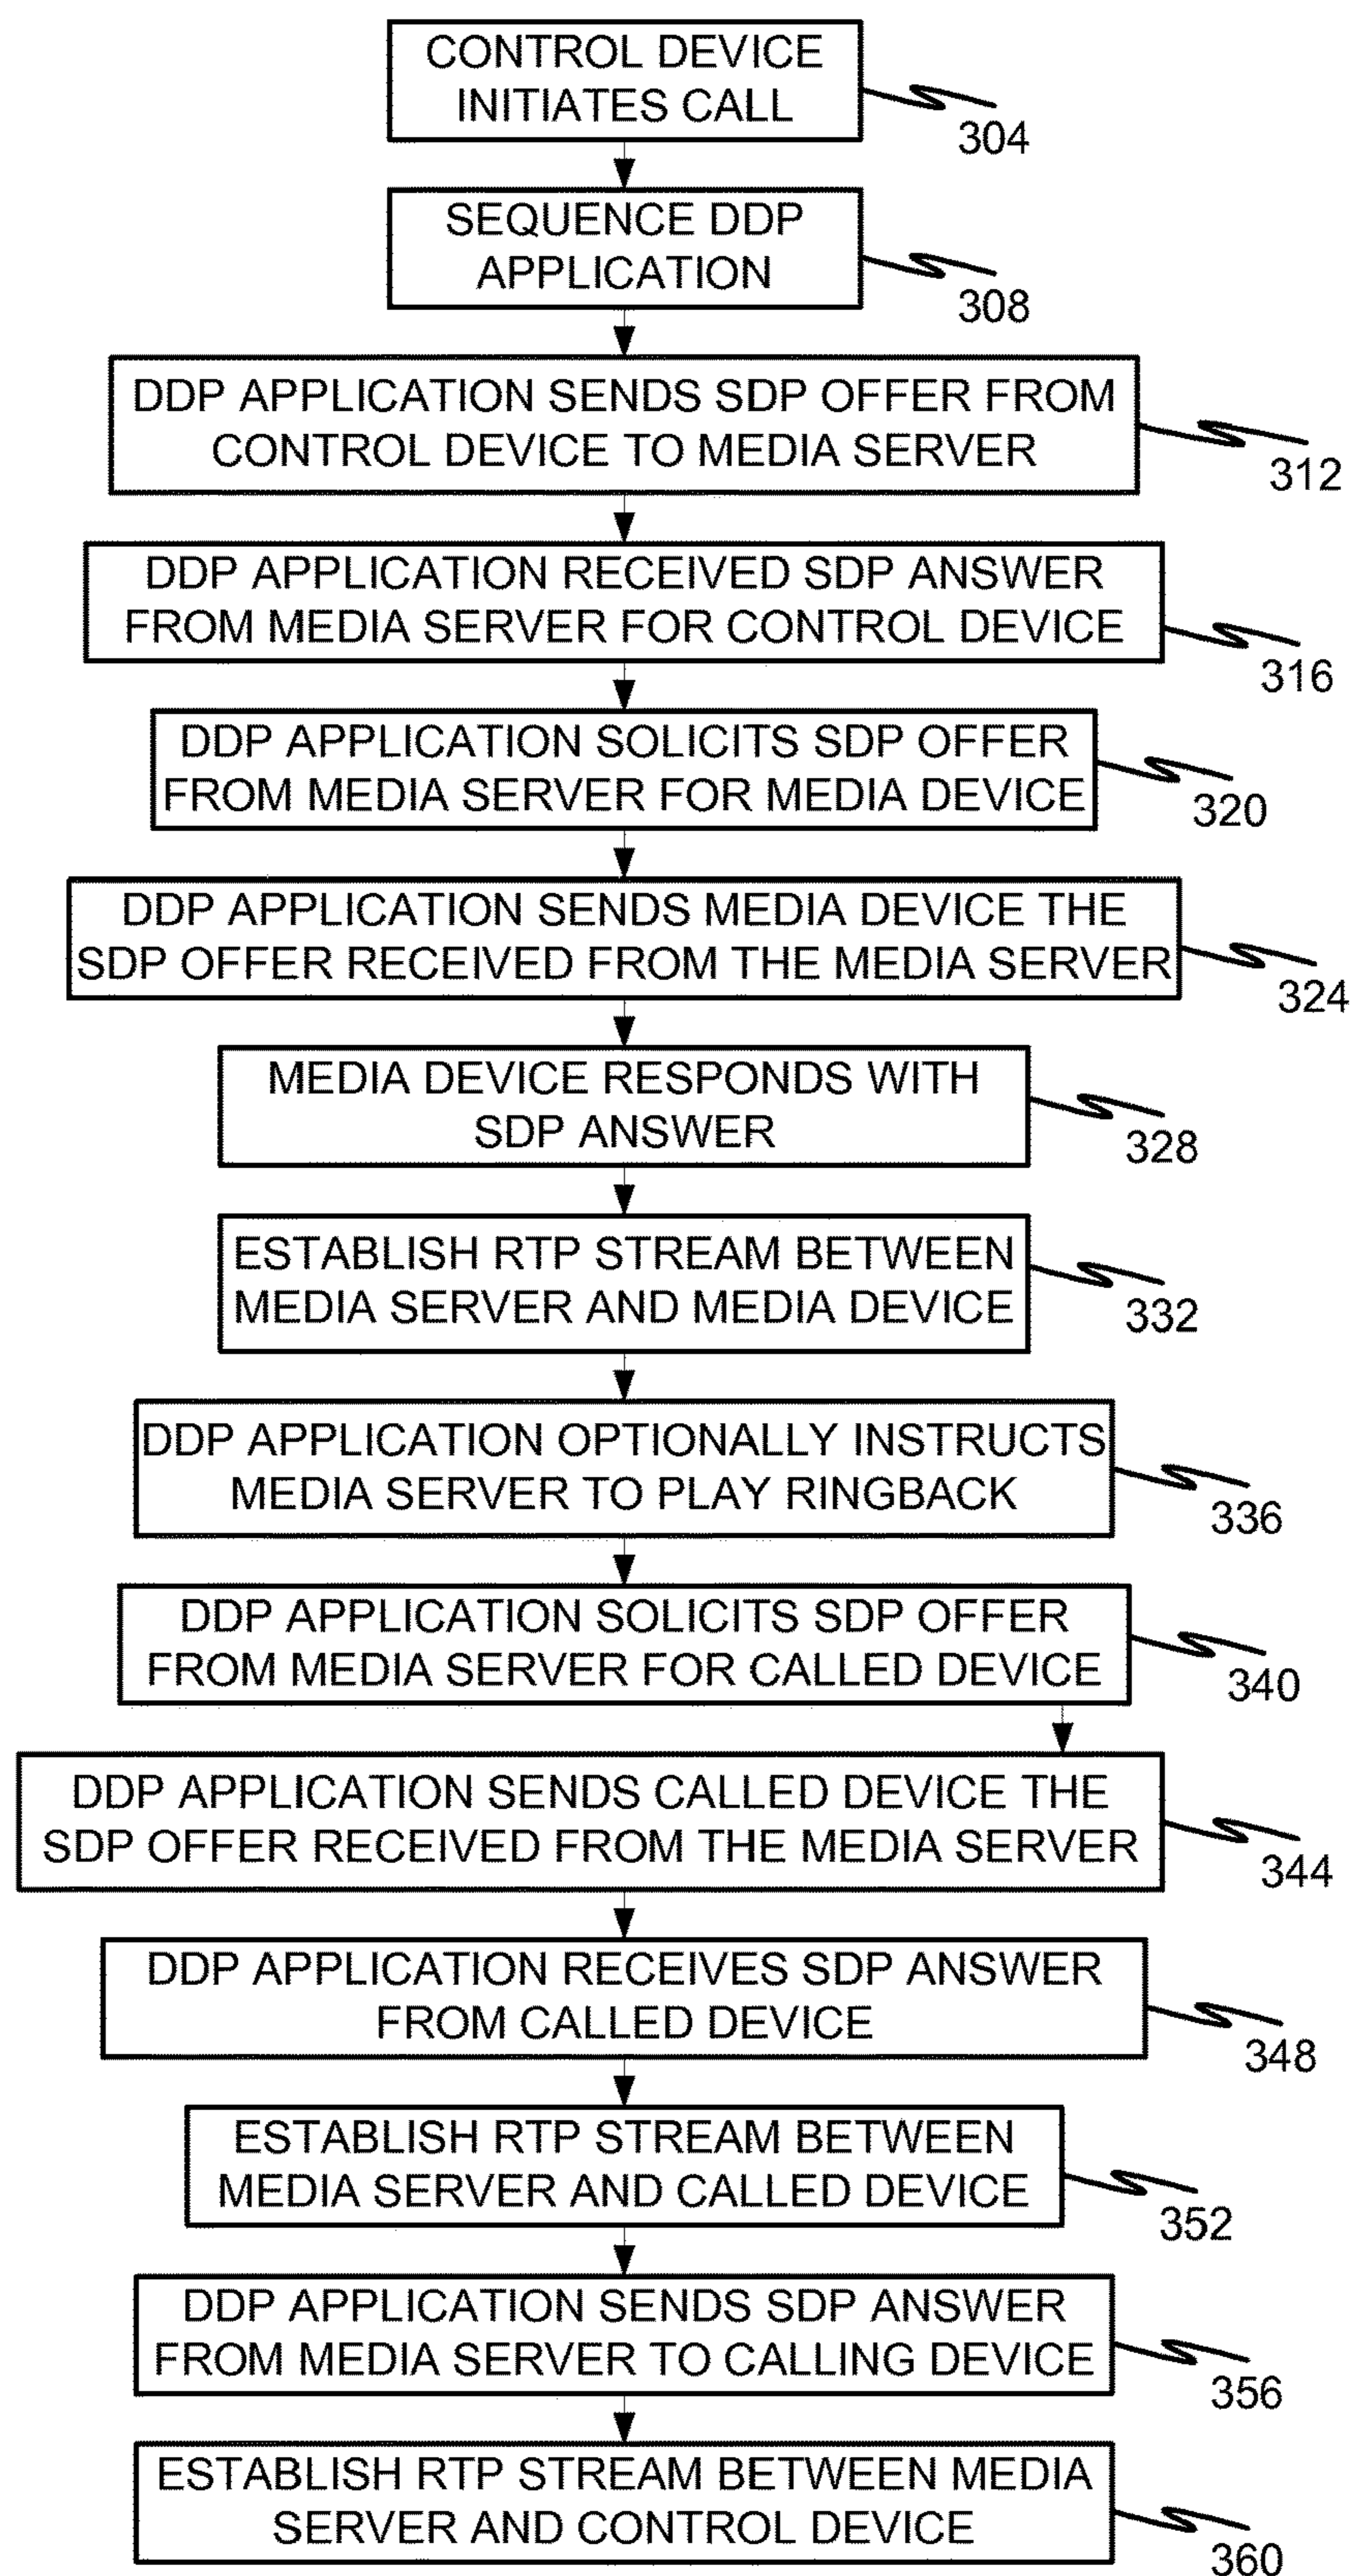 CONTROL DEVICE
INITIATES CALL
304
SEQUENCE DDP
APPLICATION
308
DDP APPLICATION SENDS SDP OFFER FROM
CONTROL DEVICE TO MEDIA SERVER
312
DDP APPLICATION RECEIVED SDP ANSWER
FROM MEDIA SERVER FOR CONTROL DEVICE
316
DDP APPLICATION SOLICITS SDP OFFER
FROM MEDIA SERVER FOR MEDIA DEVICE
320
DDP APPLICATION SENDS MEDIA DEVICE THE
SDP OFFER RECEIVED FROM THE MEDIA SERVER
324
MEDIA DEVICE RESPONDS WITH
SDP ANSWER
328
ESTABLISH RTP STREAM BETWEEN
MEDIA SERVER AND MEDIA DEVICE
332
DDP APPLICATION OPTIONALLY INSTRUCTS
MEDIA SERVER TO PLAY RINGBACK
336
DDP APPLICATION SOLICITS SDP OFFER
FROM MEDIA SERVER FOR CALLED DEVICE
340
DDP APPLICATION SENDS CALLED DEVICE THE
SDP OFFER RECEIVED FROM THE MEDIA SERVER
344
DDP APPLICATION RECEIVES SDP ANSWER
FROM CALLED DEVICE
348
ESTABLISH RTP STREAM BETWEEN
MEDIA SERVER AND CALLED DEVICE
352
DDP APPLICATION SENDS SDP ANSWER
FROM MEDIA SERVER TO CALLING DEVICE
356
ESTABLISH RTP STREAM BETWEEN MEDIA
SERVER AND CONTROL DEVICE
360